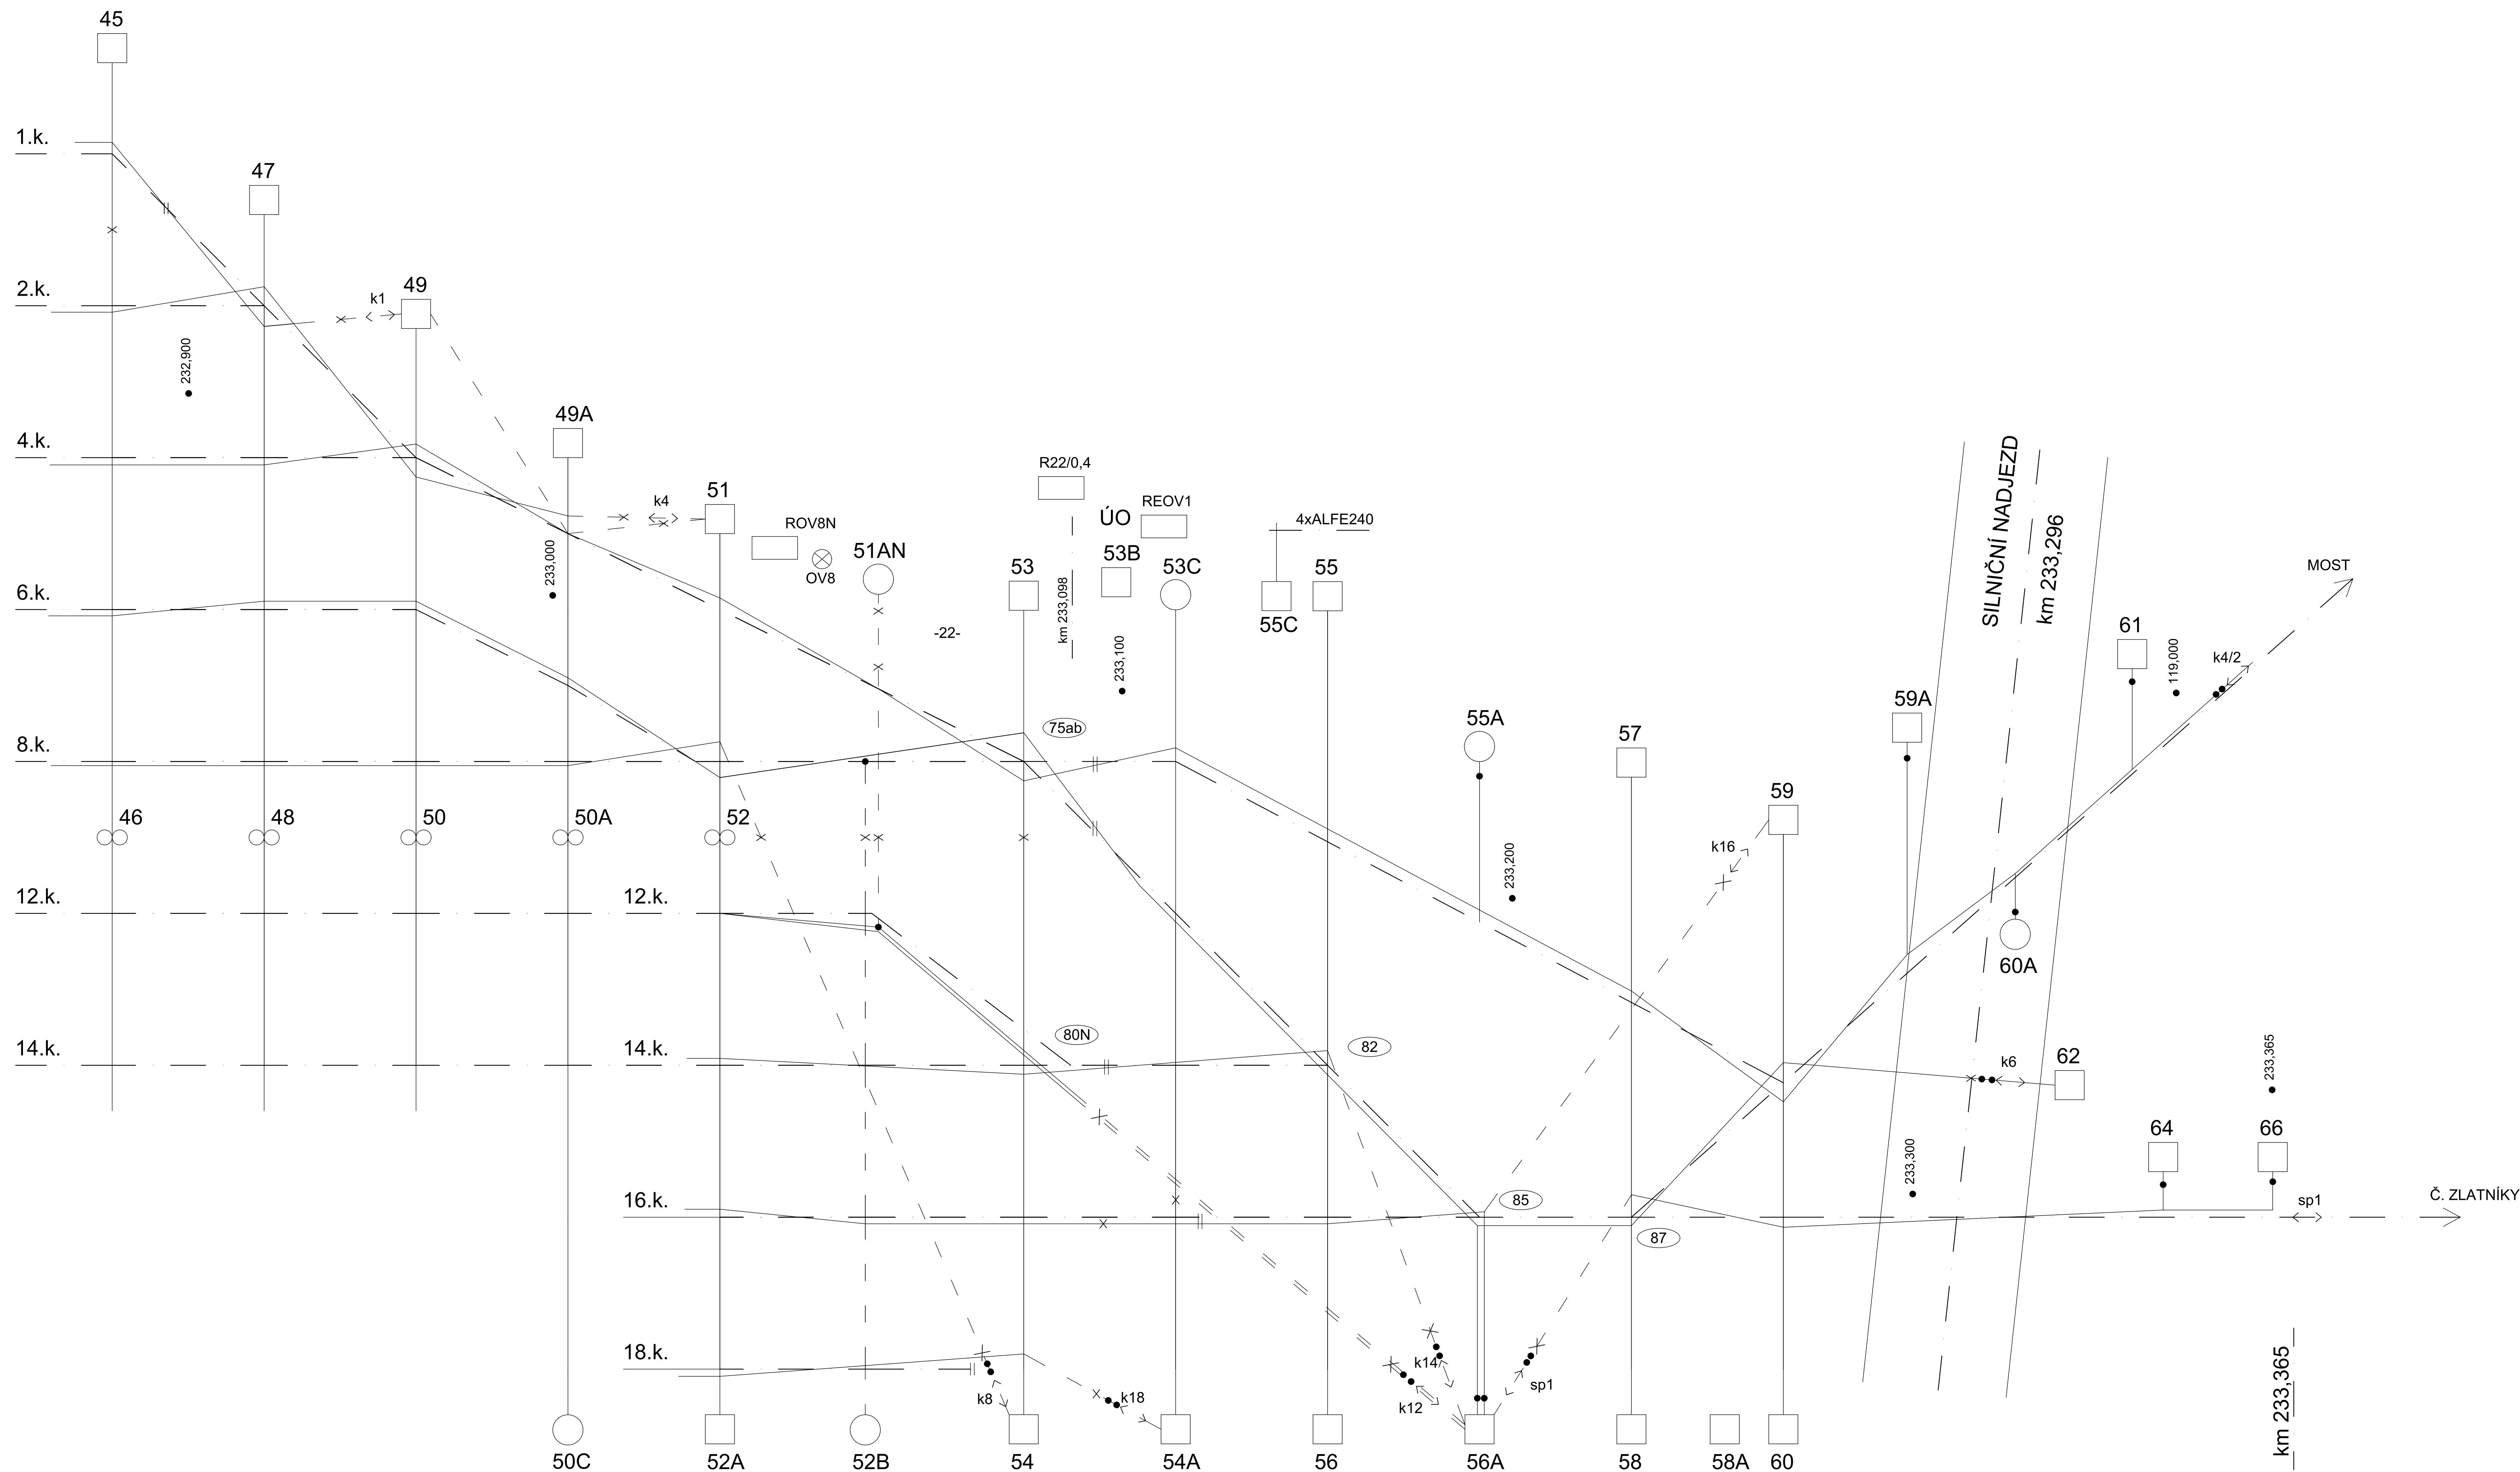 45
1.k.
47
2.k.
k1
49
232,900
49A
4.k.
k4
51
ROV8N
OV8
51AN
R22/0,4
ÚO
REOV1
53B
53
53C
4xALFE240
55
55C
SILNIČNÍ NADJEZD
km 233,296
MOST
233,000
6.k.
-22-
km 233,098
233,100
61
119,000
k4/2
59A
75ab
55A
57
8.k.
59
46
48
50
50A
52
k16
233,200
12.k.
12.k.
60A
80N
82
14.k.
14.k.
k6
62
233,365
64
66
233,300
16.k.
85
87
sp1
Č. ZLATNÍKY
18.k.
k8
k18
k14
k12
sp1
km 233,365
50C
52A
52B
54
54A
56
56A
58
58A
60